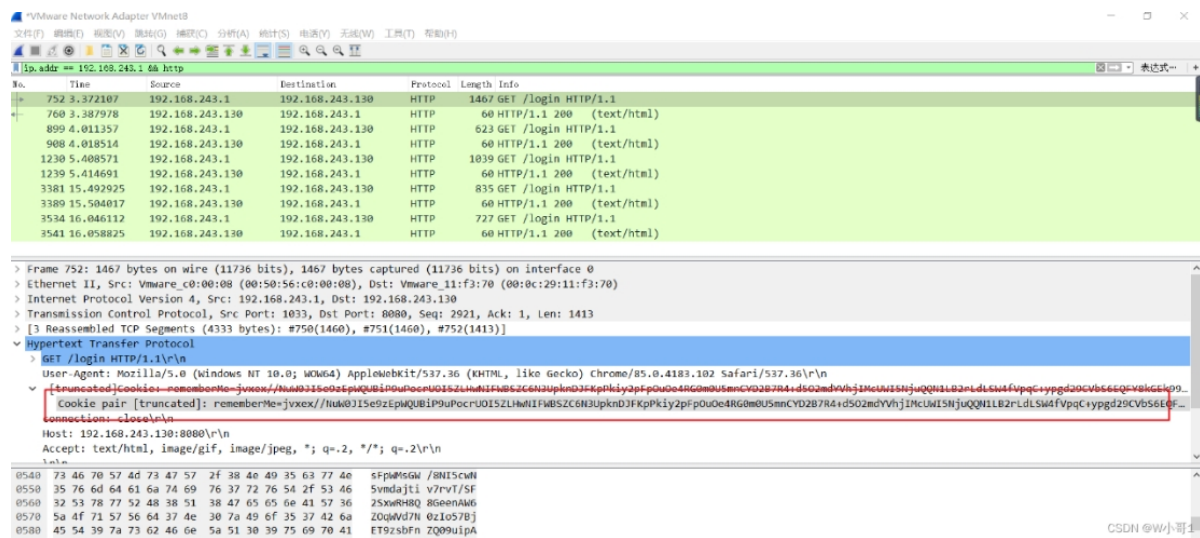 *VMware Network Adapter VMnet8
文件(F) 编辑(E) 视图(V) 跳转(G) 捕获(C) 分析(A) 统计(S) 电话(Y) 无线(W) 工具(T) 帮助(H)
ip.addr == 192.168.243.1 && http 表达式…
No. Time Source Destination Protocol Length Info
752 3.372107 192.168.243.1 192.168.243.130 HTTP 1467 GET /login HTTP/1.1
760 3.387978 192.168.243.130 192.168.243.1 HTTP 60 HTTP/1.1 200 (text/html)
899 4.011357 192.168.243.1 192.168.243.130 HTTP 623 GET /login HTTP/1.1
908 4.018514 192.168.243.130 192.168.243.1 HTTP 60 HTTP/1.1 200 (text/html)
1230 5.408571 192.168.243.1 192.168.243.130 HTTP 1039 GET /login HTTP/1.1
1239 5.414691 192.168.243.130 192.168.243.1 HTTP 60 HTTP/1.1 200 (text/html)
3381 15.492925 192.168.243.1 192.168.243.130 HTTP 835 GET /login HTTP/1.1
3389 15.504017 192.168.243.130 192.168.243.1 HTTP 60 HTTP/1.1 200 (text/html)
3534 16.046112 192.168.243.1 192.168.243.130 HTTP 727 GET /login HTTP/1.1
3541 16.058825 192.168.243.130 192.168.243.1 HTTP 60 HTTP/1.1 200 (text/html)
Frame 752: 1467 bytes on wire (11736 bits), 1467 bytes captured (11736 bits) on interface 0
Ethernet II, Src: Vmware_c0:00:08 (00:50:56:c0:00:08), Dst: Vmware_11:f3:70 (00:0c:29:11:f3:70)
Internet Protocol Version 4, Src: 192.168.243.1, Dst: 192.168.243.130
Transmission Control Protocol, Src Port: 1033, Dst Port: 8080, Seq: 2921, Ack: 1, Len: 1413
[3 Reassembled TCP Segments (4333 bytes): #750(1460), #751(1460), #752(1413)]
Hypertext Transfer Protocol
GET /login HTTP/1.1\r\n
User-Agent: Mozilla/5.0 (Windows NT 10.0; WOW64) AppleWebKit/537.36 (KHTML, like Gecko) Chrome/85.0.4183.102 Safari/537.36\r\n
[truncated]Cookie: rememberMe=jvxex//NuW0JI5e9zEpWQUBiP9uPocrUOI5ZLHwNIFWBSZC6N3UpknDJFKpPkiy2pFpOuOe4RG0m0U5mnCYD2B7R4+d5O2mdYVhjIMcUWI5NjuQQN1LB2rLdLSW4fVpqC+ypgd29CVbS6EQFY8kGEk99…
Cookie pair [truncated]: rememberMe=jvxex//NuW0JI5e9zEpWQUBiP9uPocrUOI5ZLHwNIFWBSZC6N3UpknDJFKpPkiy2pFpOuOe4RG0m0U5mnCYD2B7R4+d5O2mdYVhjIMcUWI5NjuQQN1LB2rLdLSW4fVpqC+ypgd29CVbS6EQF…
Connection: close\r\n
Host: 192.168.243.130:8080\r\n
Accept: text/html, image/gif, image/jpeg, *; q=.2, */*; q=.2\r\n
\r\n
0540 73 46 70 57 4d 73 47 57 2f 38 4e 49 35 63 77 4e sFpWMsGW /8NI5cwN
0550 35 76 6d 64 61 6a 74 69 76 37 72 76 54 2f 53 46 5vmdajti v7rvT/SF
0560 32 53 78 77 52 48 38 51 38 47 65 65 6e 41 57 36 2SxwRH8Q 8GeenAW6
0570 5a 4f 71 57 56 64 37 4e 30 7a 49 6f 35 37 42 6a ZOqWVd7N 0zIo57Bj
0580 45 54 39 7a 73 62 46 6e 5a 51 30 39 75 69 70 41 ET9zsbFn ZQ09uipA
CSDN @W小哥1